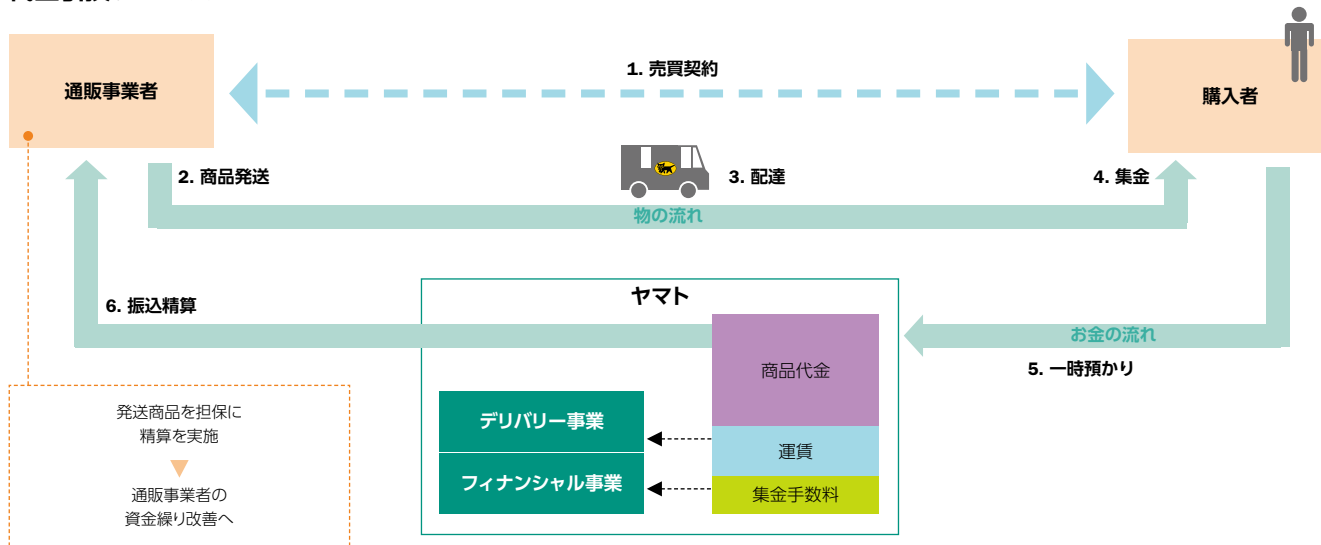 通販事業者
1. 売買契約
購入者
2. 商品発送
3. 配達
4. 集金
物の流れ
6. 振込精算
ヤマト
お金の流れ
商品代金
5. 一時預かり
発送商品を担保に
精算を実施
通販事業者の
資金繰り改善へ
デリバリー事業
運賃
フィナンシャル事業
集金手数料